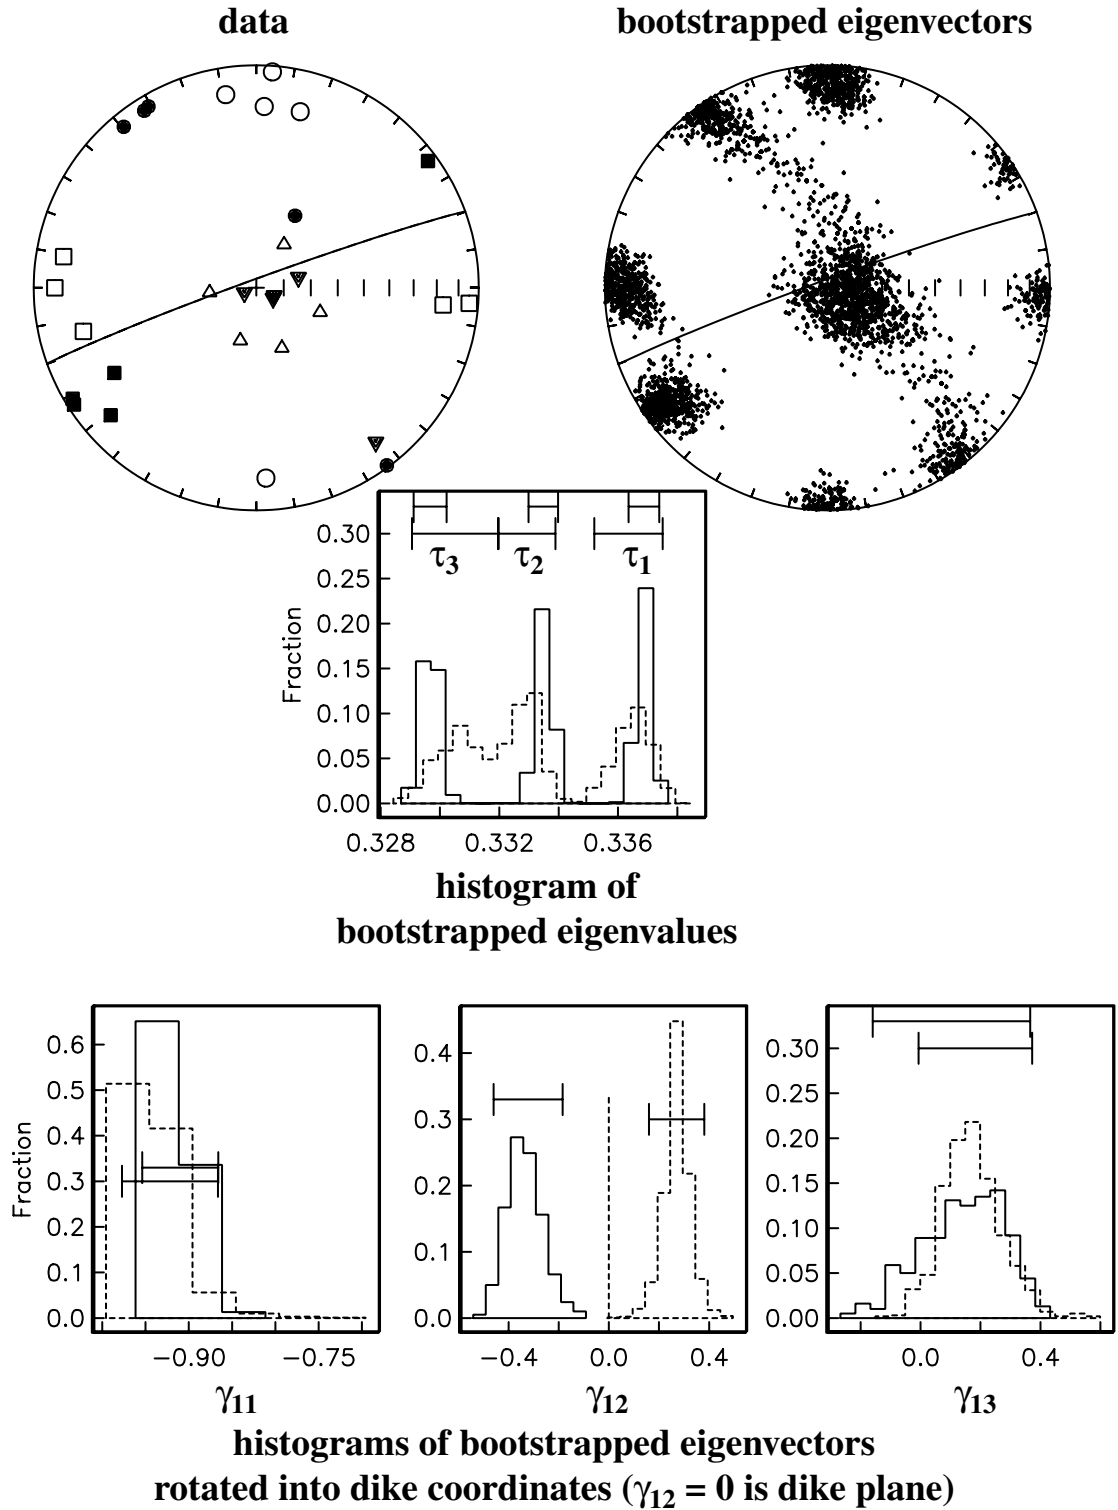 data
bootstrapped eigenvectors
τ3 τ2 τ1
0.30
0.25
0.20
0.15
0.10
0.05
0.00
Fraction
0.328 0.332 0.336
histogram of
bootstrapped eigenvalues
0.6
0.5
0.4
0.3
0.2
0.1
0.0
Fraction
−0.90 −0.75
γ11
0.4
0.3
0.2
0.1
0.0
−0.4 0.0 0.4
γ12
0.30
0.25
0.20
0.15
0.10
0.05
0.00
0.0 0.4
γ13
histograms of bootstrapped eigenvectors
rotated into dike coordinates (γ12 = 0 is dike plane)